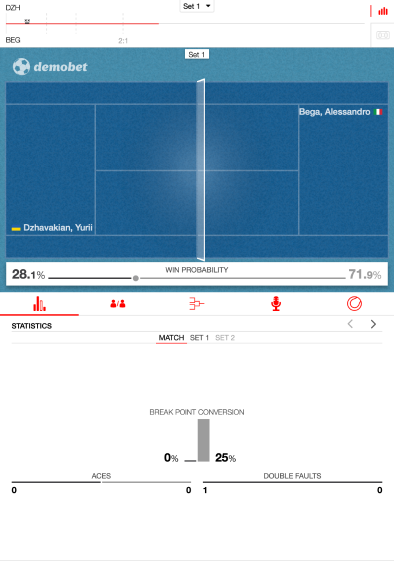 DZH
Set 1
BEG
2:1
Set 1
demobet
Bega, Alessandro
Dzhavakian, Yurii
28.1% WIN PROBABILITY 71.9%
STATISTICS
MATCH SET 1 SET 2
BREAK POINT CONVERSION
0% 25%
ACES DOUBLE FAULTS
0 0 1 0